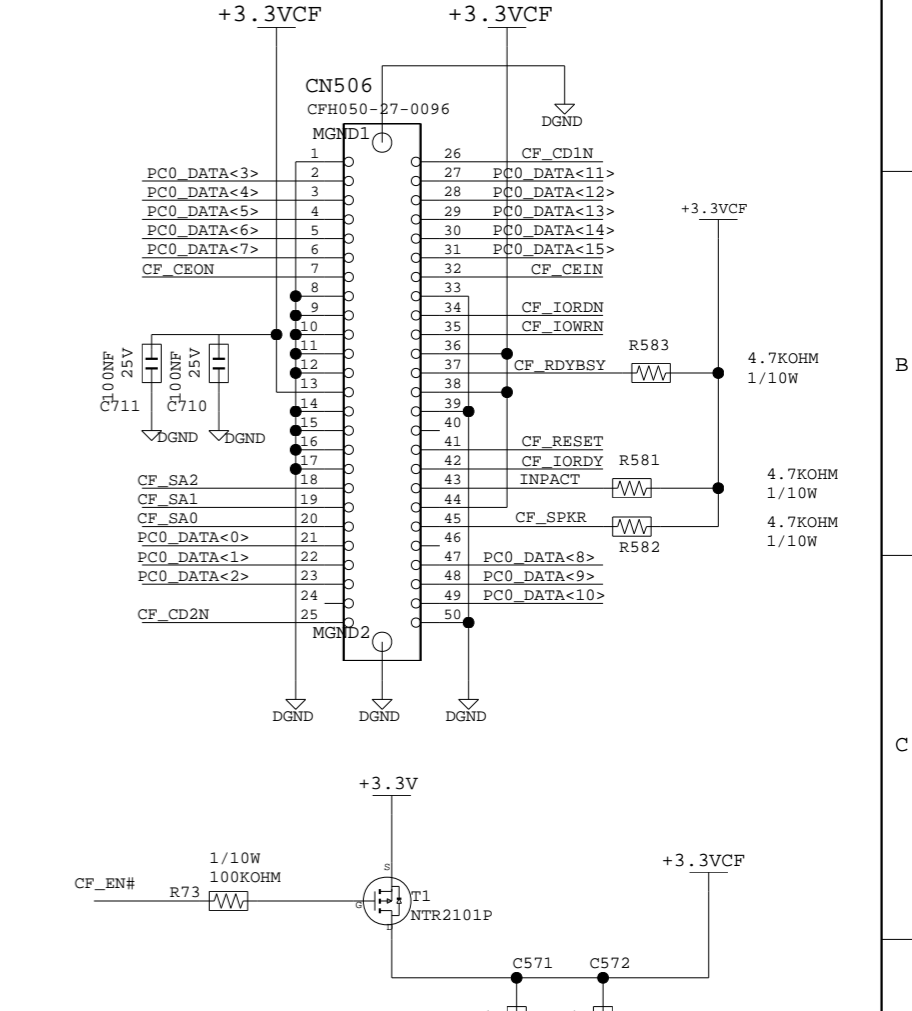 +3.3VCF
+3.3VCF
CN506
CFH050-27-0096
DGND
MGND1
1
26 CF_CD1N
PC0_DATA<3> 2
27 PC0_DATA<11>
PC0_DATA<4> 3
28 PC0_DATA<12>
PC0_DATA<5> 4
29 PC0_DATA<13>
PC0_DATA<6> 5
30 PC0_DATA<14>
PC0_DATA<7> 6
31 PC0_DATA<15>
CF_CEON 7
32 CF_CEIN
8
33
9
34 CF_IORDN
10
35 CF_IOWRN
11
36
12
37 CF_RDYBSY
13
38
14
39
15
40
16
41 CF_RESET
17
42 CF_IORDY
CF_SA2 18
43 INPACT
CF_SA1 19
44
CF_SA0 20
45 CF_SPKR
PC0_DATA<0> 21
46
PC0_DATA<1> 22
47 PC0_DATA<8>
PC0_DATA<2> 23
48 PC0_DATA<9>
24
49 PC0_DATA<10>
CF_CD2N 25
50
MGND2
+3.3VCF
R583
4.7KOHM
1/10W
R581
4.7KOHM
1/10W
R582
4.7KOHM
1/10W
100NF
25V
C711
100NF
25V
C710
DGND
DGND
DGND
DGND
DGND
B
C
+3.3V
1/10W
100KOHM
CF_EN#
R73
S
G
D
T1
NTR2101P
+3.3VCF
C571
C572